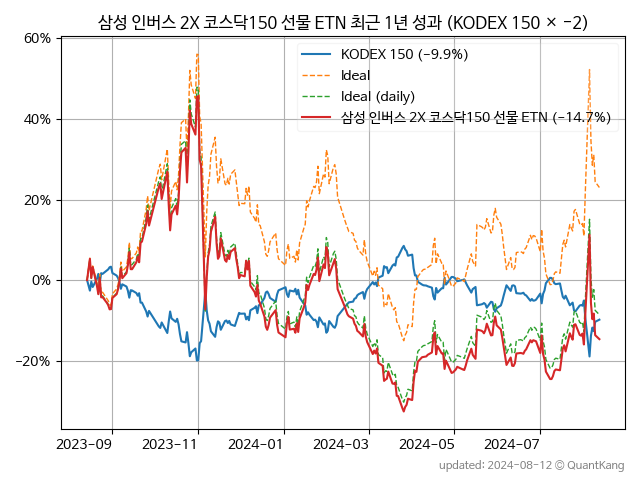 삼성 인버스 2X 코스닥150 선물 ETN 최근 1년 성과 (KODEX 150 × −2)
60%
40%
20%
0%
−20%
KODEX 150 (−9.9%)
Ideal
Ideal (daily)
삼성 인버스 2X 코스닥150 선물 ETN (−14.7%)
2023-09 2023-11 2024-01 2024-03 2024-05 2024-07
updated: 2024-08-12 © QuantKang